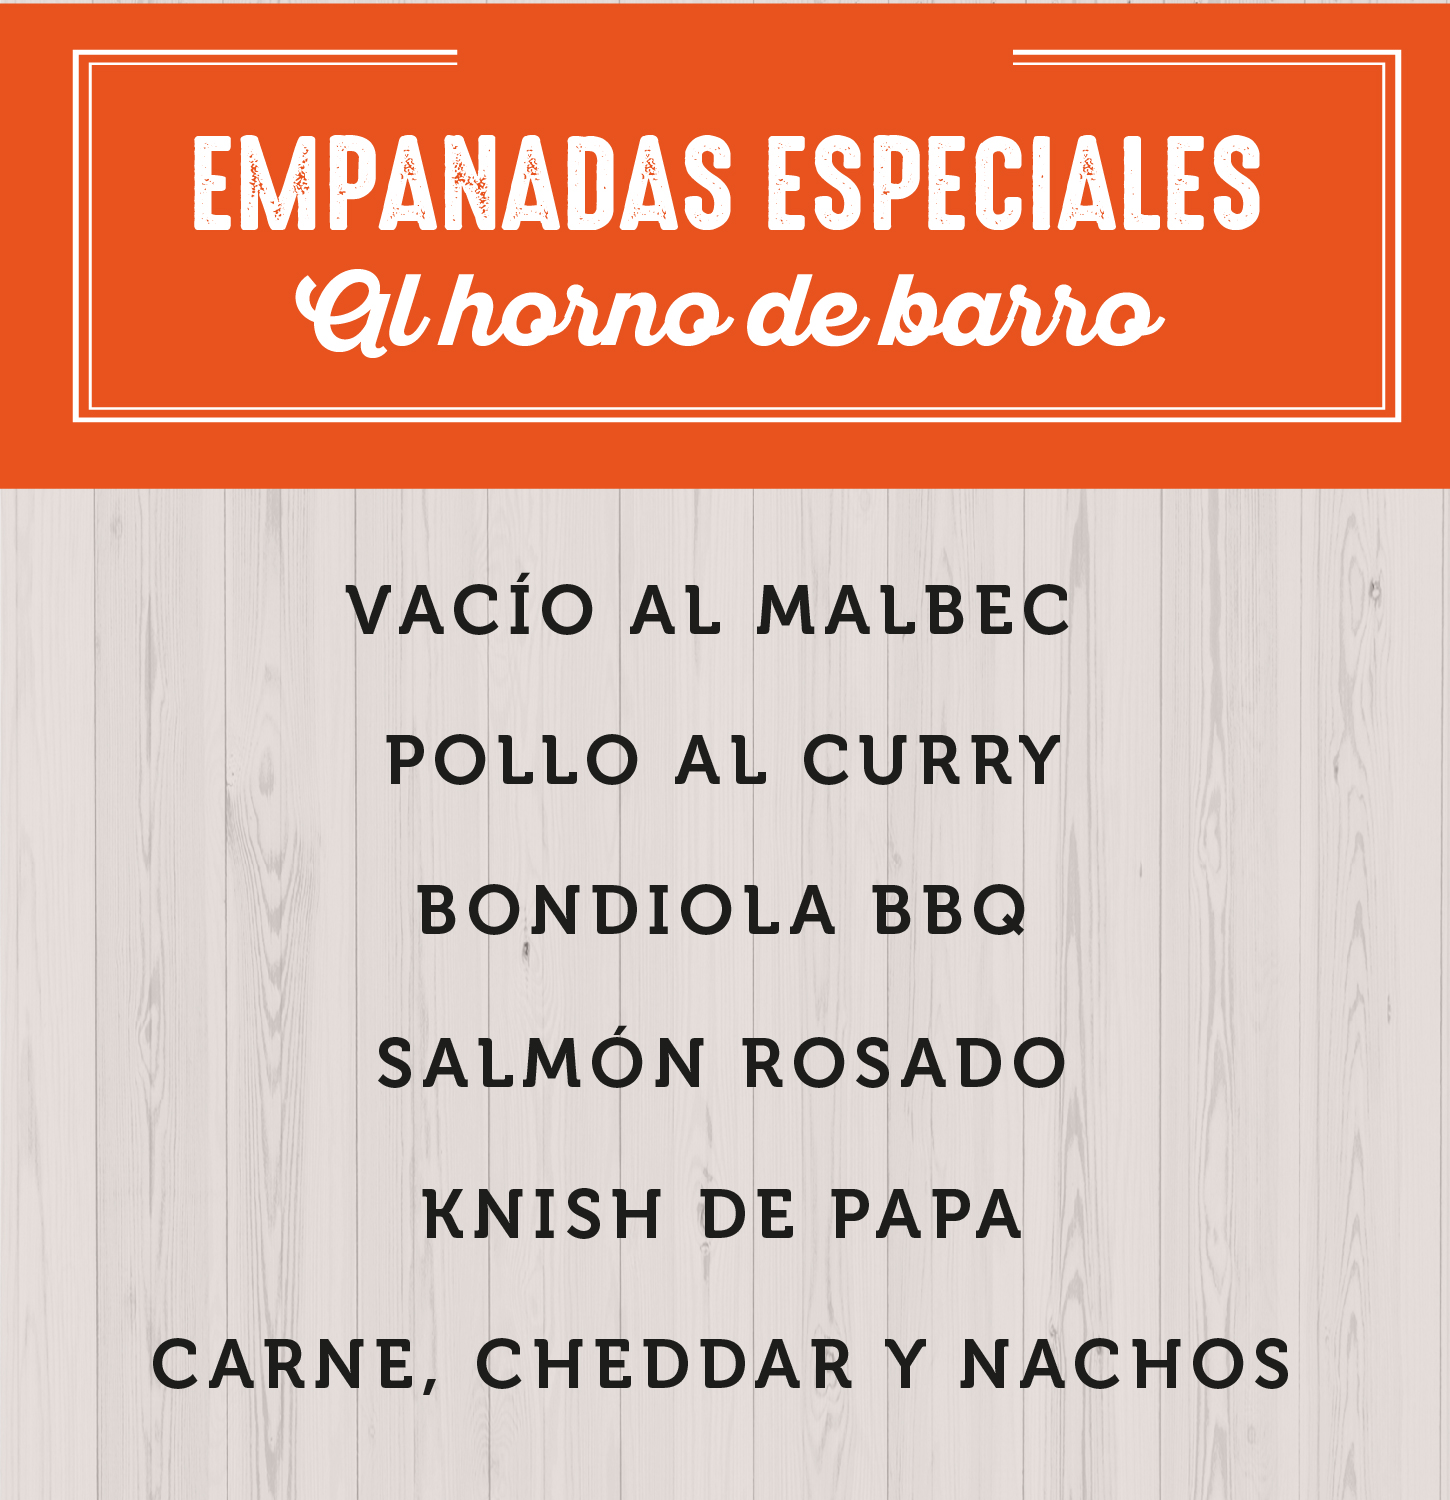 EMPANADAS ESPECIALES
Al horno de barro
VACÍO AL MALBEC
POLLO AL CURRY
BONDIOLA BBQ
SALMÓN ROSADO
KNISH DE PAPA
CARNE, CHEDDAR Y NACHOS